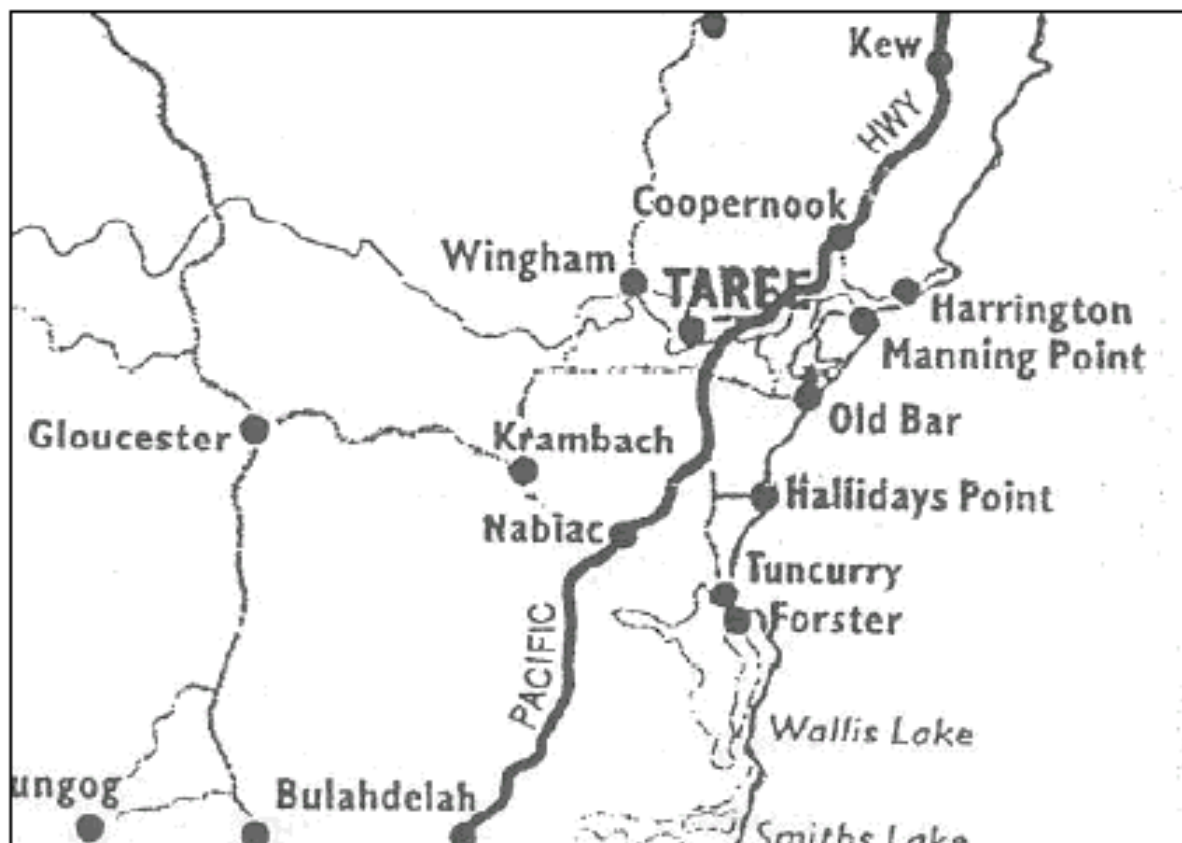 Kew
HWY
Coopernook
Wingham
TAREE
Harrington
Manning Point
Old Bar
Gloucester
Krambach
Hallidays Point
Nabiac
Tuncurry
Forster
PACIFIC
Wallis Lake
ungog
Bulahdelah
Smiths Lake